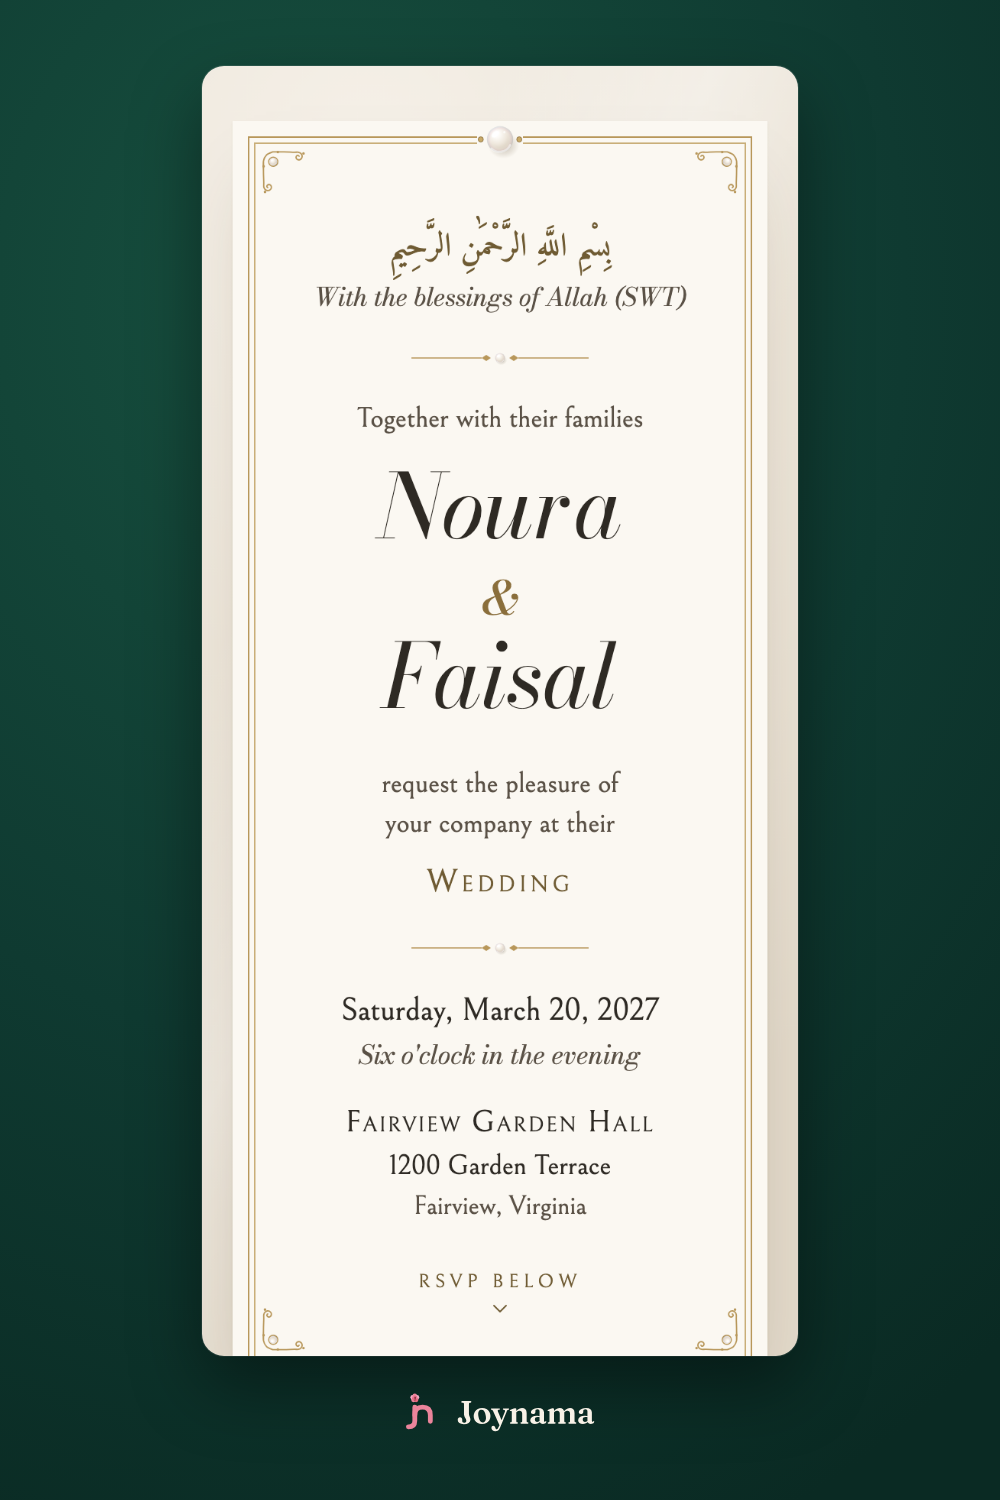 بِسْمِ اللَّهِ الرَّحْمَٰنِ الرَّحِيمِ
With the blessings of Allah (SWT)
Together with their families
Noura
&
Faisal
request the pleasure of
your company at their
WEDDING
Saturday, March 20, 2027
Six o'clock in the evening
FAIRVIEW GARDEN HALL
1200 Garden Terrace
Fairview, Virginia
RSVP BELOW
Joynama